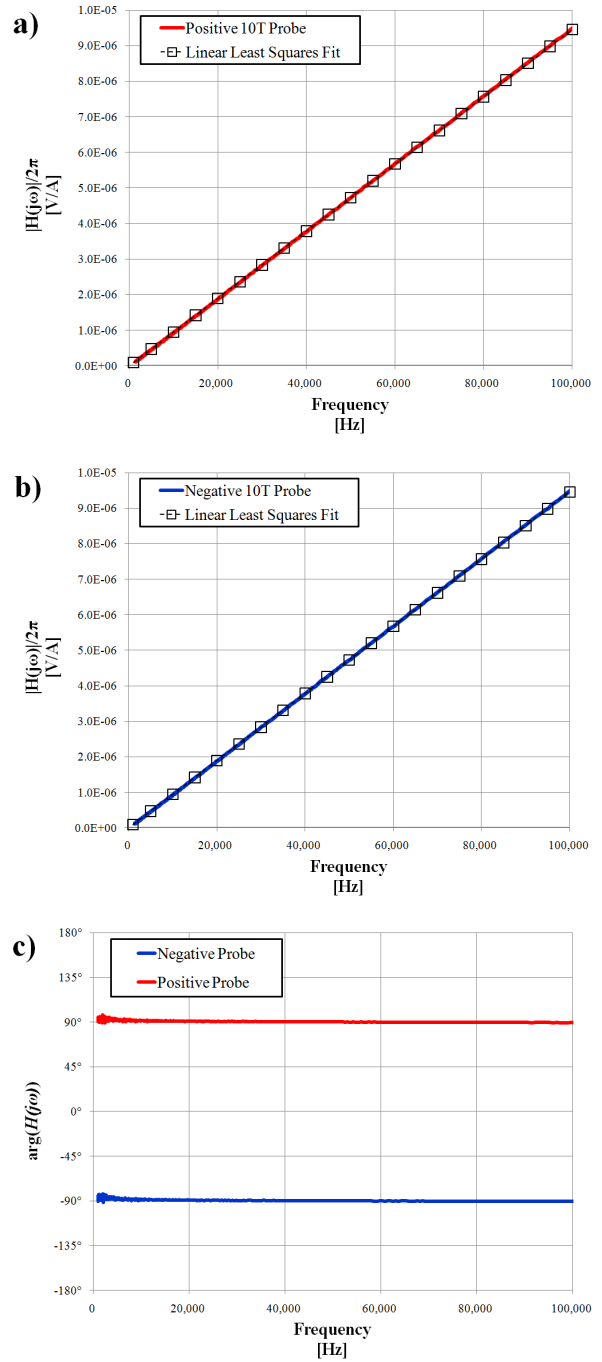 a)
Positive 10T Probe
Linear Least Squares Fit
|H(jω)|/2π
[V/A]
1.0E-05
9.0E-06
8.0E-06
7.0E-06
6.0E-06
5.0E-06
4.0E-06
3.0E-06
2.0E-06
1.0E-06
0.0E+00
0
20,000
40,000
60,000
80,000
100,000
Frequency
[Hz]
b)
Negative 10T Probe
Linear Least Squares Fit
|H(jω)|/2π
[V/A]
1.0E-05
9.0E-06
8.0E-06
7.0E-06
6.0E-06
5.0E-06
4.0E-06
3.0E-06
2.0E-06
1.0E-06
0.0E+00
0
20,000
40,000
60,000
80,000
100,000
Frequency
[Hz]
c)
Negative Probe
Positive Probe
arg(H(jω))
180°
135°
90°
45°
0°
-45°
-90°
-135°
-180°
0
20,000
40,000
60,000
80,000
100,000
Frequency
[Hz]